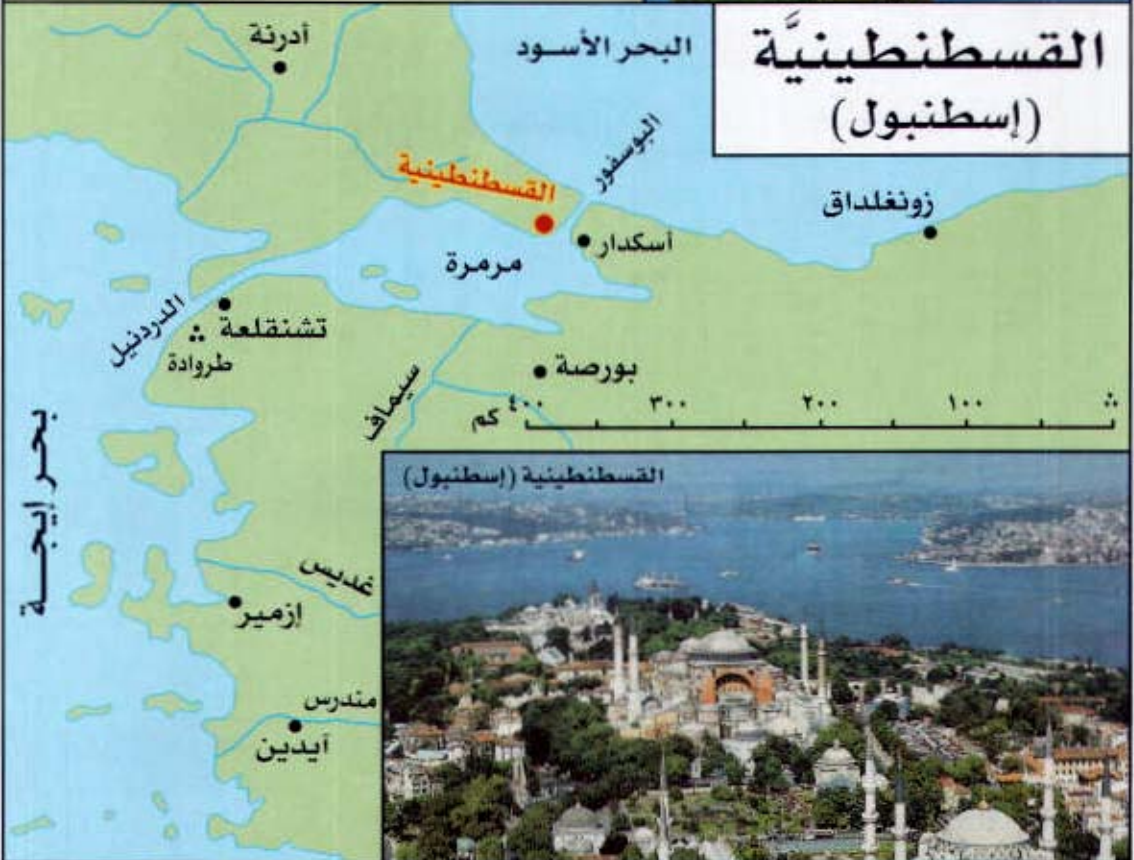 القسطنطينيَّة
(إسطنبول)
البحر الأسود
أدرنة
البوسفور
القسطنطينية
زونغلداق
أسكدار
مرمرة
الدردنيل
تشنقلعة
طروادة
بورصة
سيماف
١٠٠
٢٠٠
٣٠٠
٤٠٠
كم
بحر إيجـــة
القسطنطينية (إسطنبول)
غديس
إزمير
مندرس
آيدين